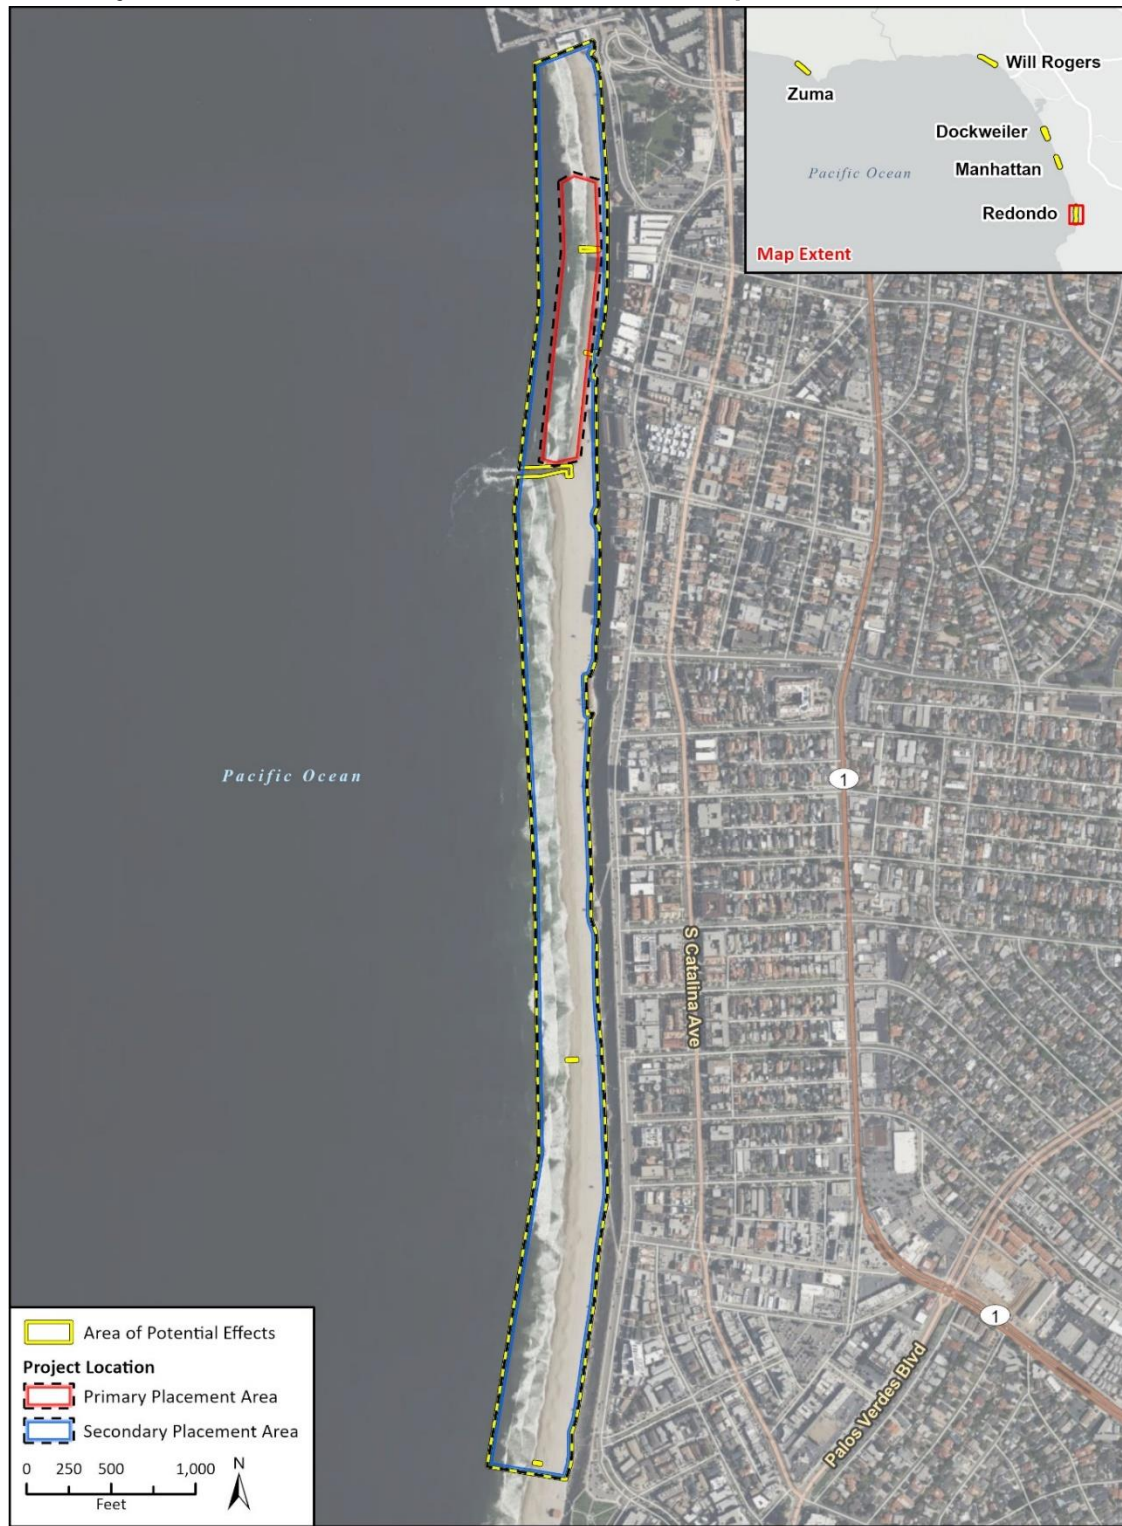 Will Rogers
Zuma
Dockweiler
Pacific Ocean
Manhattan
Redondo
Map Extent
Pacific Ocean
1
S Catalina Ave
1
Palos Verdes Blvd
Area of Potential Effects
Project Location
Primary Placement Area
Secondary Placement Area
0 250 500 1,000
Feet
N